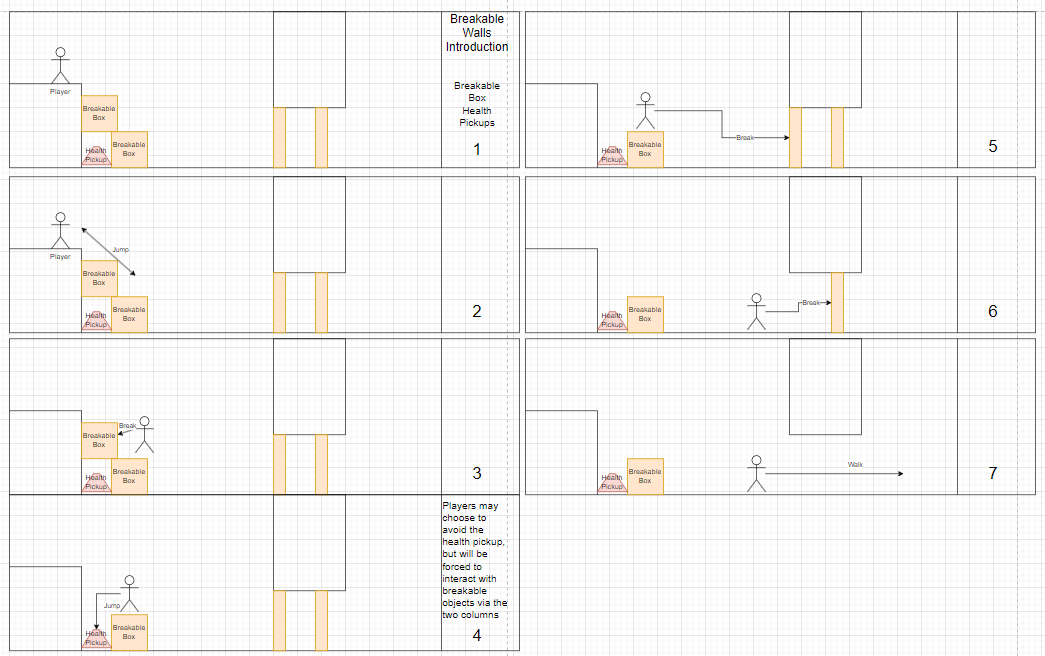 Breakable
Walls
Introduction
Breakable
Box
Health
Pickups
1
Player
Breakable
Box
Health
Pickup
Breakable
Box
2
Player
Jump
Breakable
Box
Health
Pickup
Breakable
Box
3
Break
Breakable
Box
Health
Pickup
Breakable
Box
Players may
choose to
avoid the
health pickup,
but will be
forced to
interact with
breakable
objects via the
two columns
4
Jump
Health
Pickup
Breakable
Box
5
Break
Health
Pickup
Breakable
Box
6
Break
Health
Pickup
Breakable
Box
7
Walk
Health
Pickup
Breakable
Box